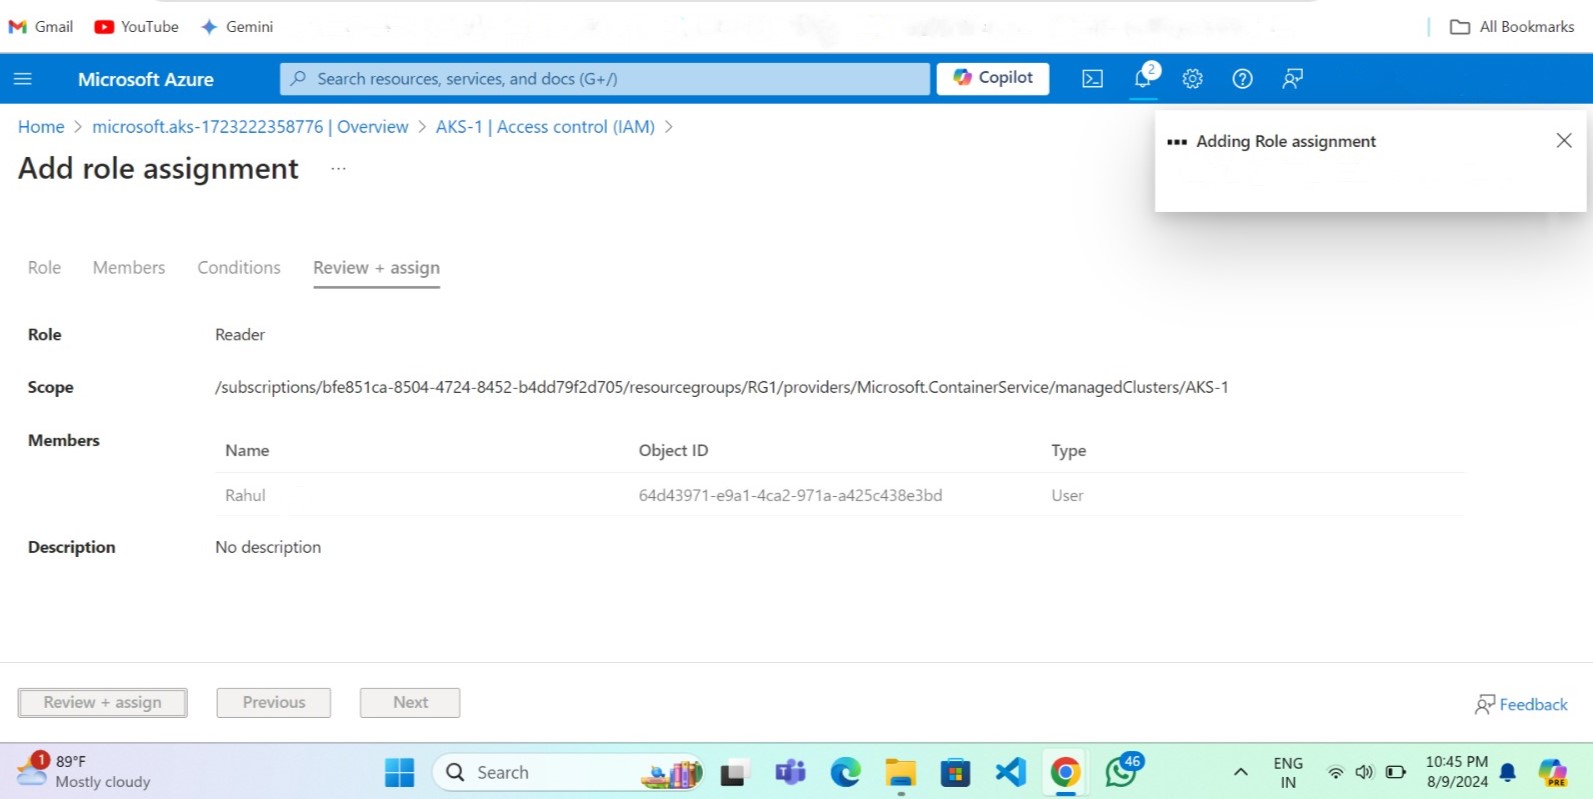 Gmail YouTube Gemini All Bookmarks
Microsoft Azure Search resources, services, and docs (G+/) Copilot 2
Home > microsoft.aks-1723222358776 | Overview > AKS-1 | Access control (IAM) >
Adding Role assignment
Add role assignment ...
Role Members Conditions Review + assign
Role Reader
Scope /subscriptions/bfe851ca-8504-4724-8452-b4dd79f2d705/resourcegroups/RG1/providers/Microsoft.ContainerService/managedClusters/AKS-1
Members
Name Object ID Type
Rahul 64d43971-e9a1-4ca2-971a-a425c438e3bd User
Description No description
Review + assign Previous Next Feedback
1 89°F
Mostly cloudy
Search
46
ENG
IN
10:45 PM
8/9/2024
PRE